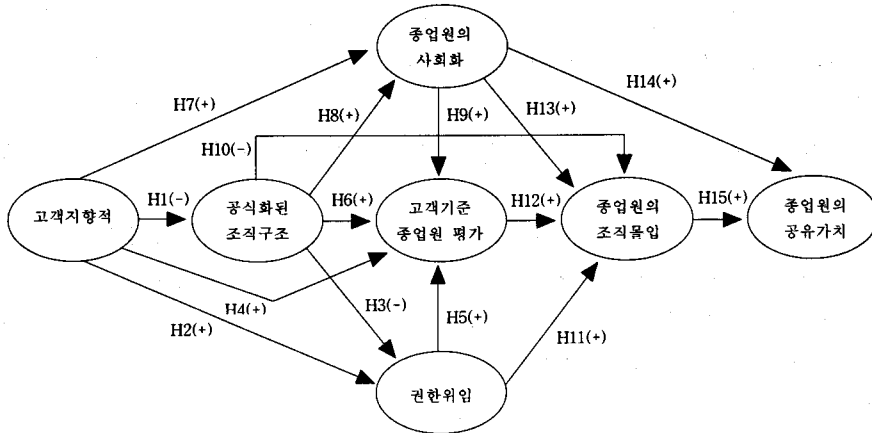 종업원의
사회화
H7(+)
H8(+)
H9(+)
H13(+)
H14(+)
H10(-)
고객지향적
H1(-)
공식화된
조직구조
H6(+)
고객기준
종업원 평가
H12(+)
종업원의
조직몰입
H15(+)
종업원의
공유가치
H4(+)
H3(-)
H5(+)
H2(+)
H11(+)
권한위임